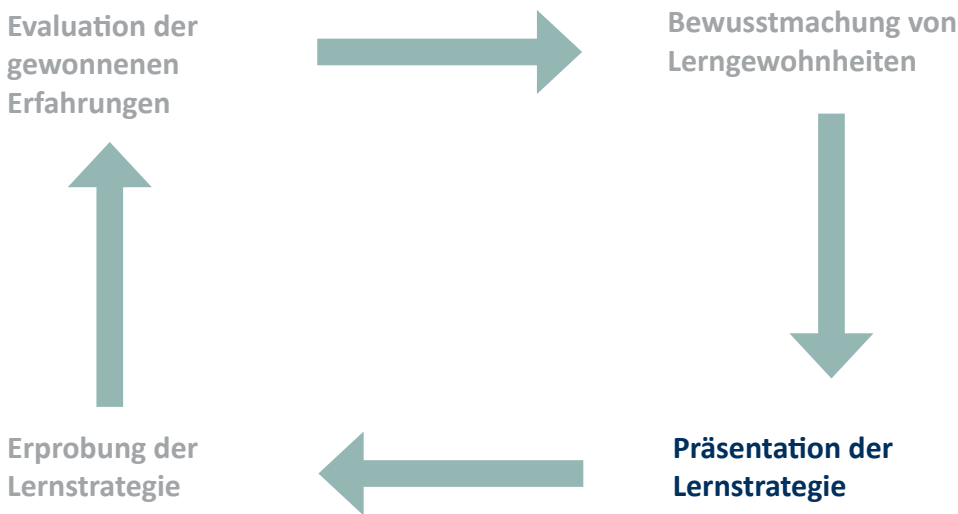 Evaluation der
gewonnenen
Erfahrungen
Bewusstmachung von
Lerngewohnheiten
Erprobung der
Lernstrategie
Präsentation der
Lernstrategie